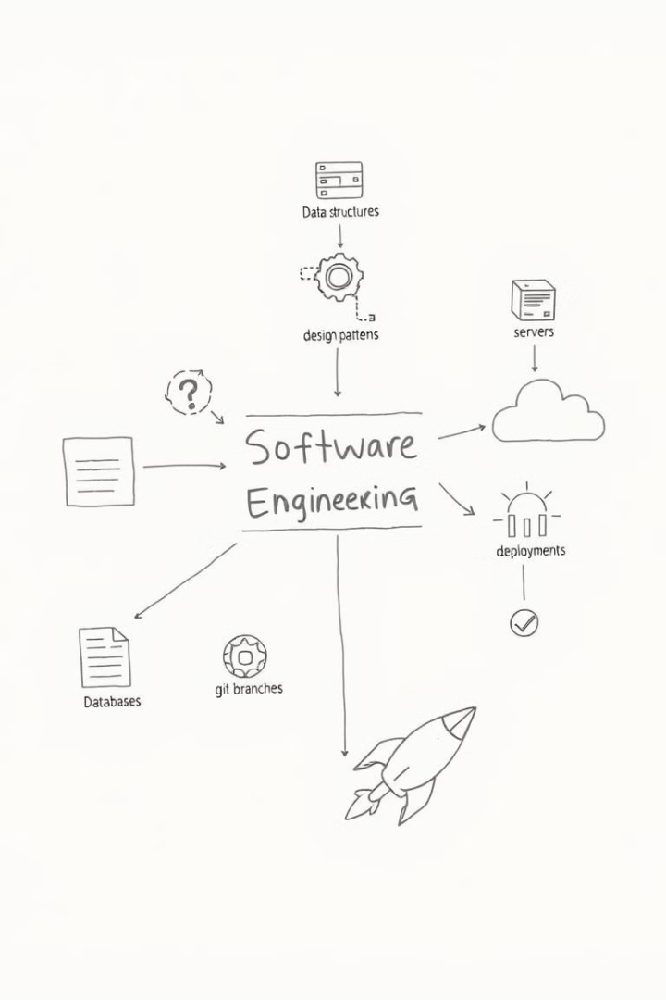 Data structures
design pattens
servers
?
Software
Engineering
deployments
Databases
git branches